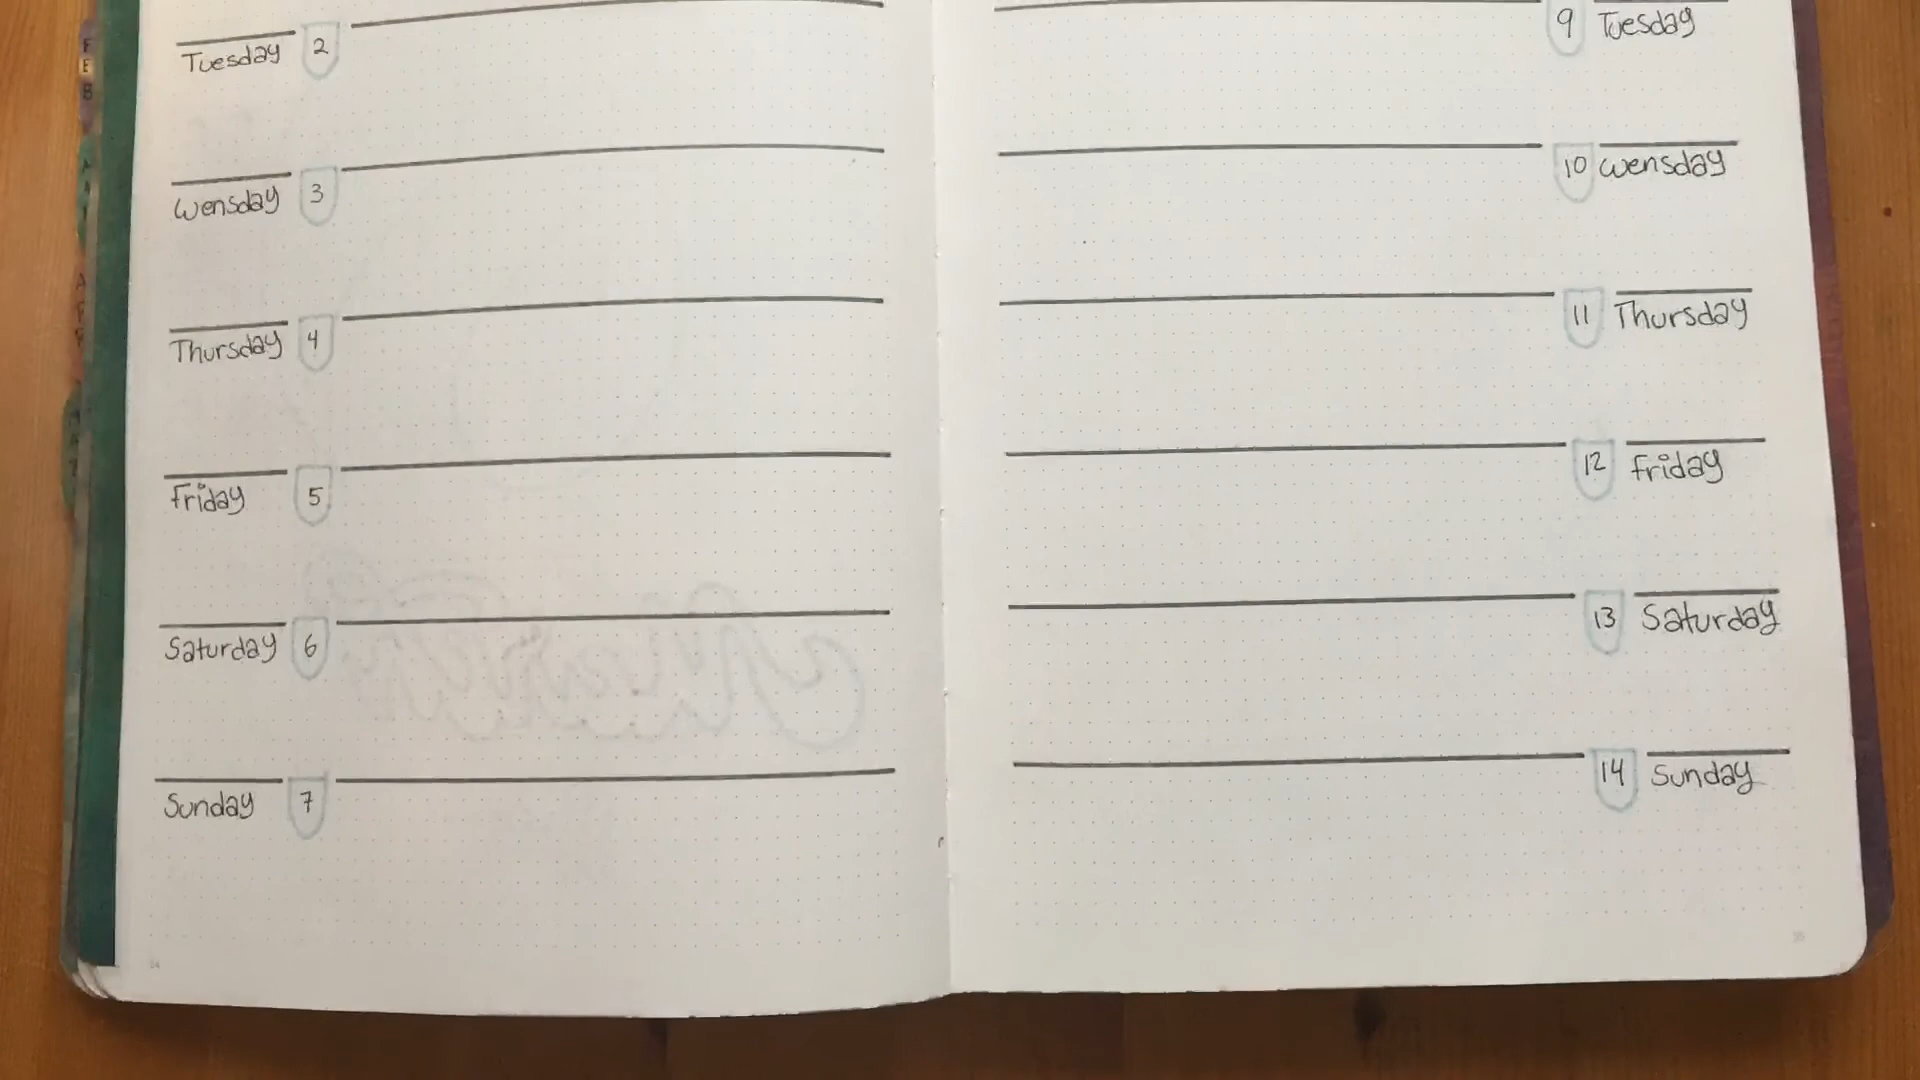 Tuesday 2
Wensday 3
Thursday 4
Friday 5
Saturday 6
Sunday 7
9 Tuesday
10 Wensday
11 Thursday
12 Friday
13 Saturday
14 Sunday
FEB